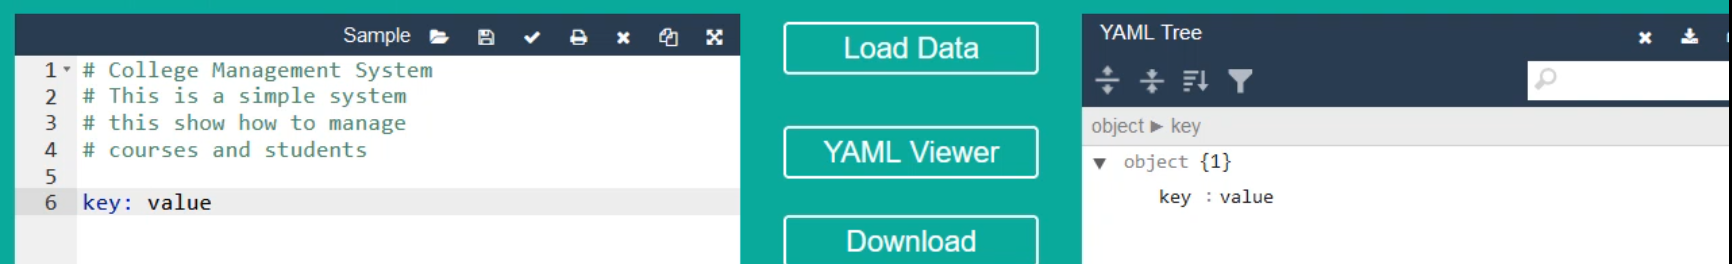 Sample
1 # College Management System
2 # This is a simple system
3 # this show how to manage
4 # courses and students
5
6 key: value
Load Data
YAML Viewer
Download
YAML Tree
object ▶ key
▼ object {1}
key : value